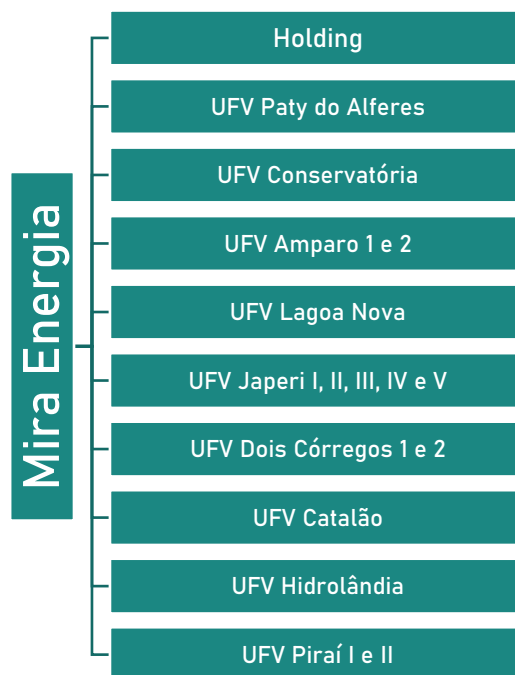 Mira Energia
Holding
UFV Paty do Alferes
UFV Conservatória
UFV Amparo 1 e 2
UFV Lagoa Nova
UFV Japeri I, II, III, IV e V
UFV Dois Córregos 1 e 2
UFV Catalão
UFV Hidrolândia
UFV Piraí I e II